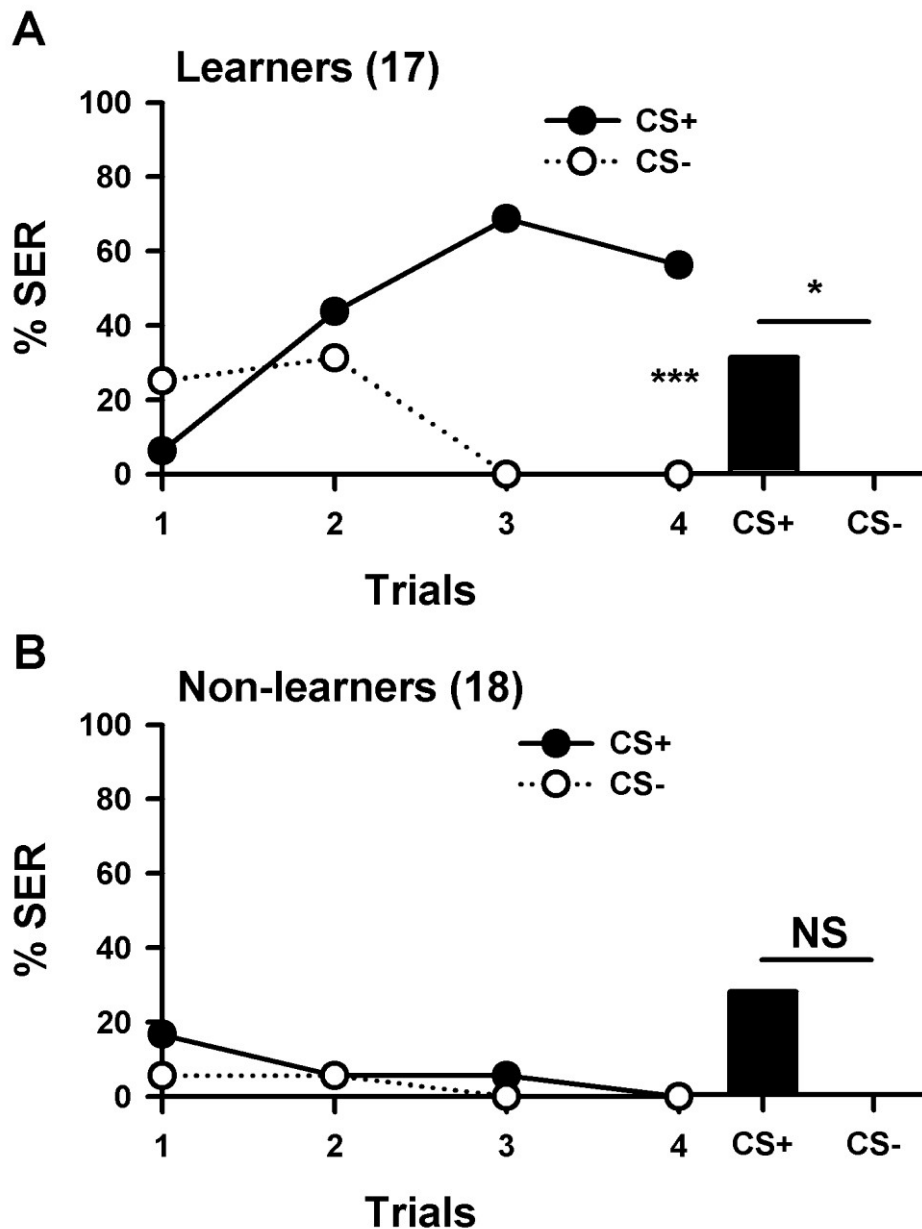 A
Learners (17)
CS+
CS-
100
80
60
40
20
0
% SER
*
***
1 2 3 4 CS+ CS-
Trials
B
Non-learners (18)
CS+
CS-
100
80
60
40
20
0
% SER
NS
1 2 3 4 CS+ CS-
Trials